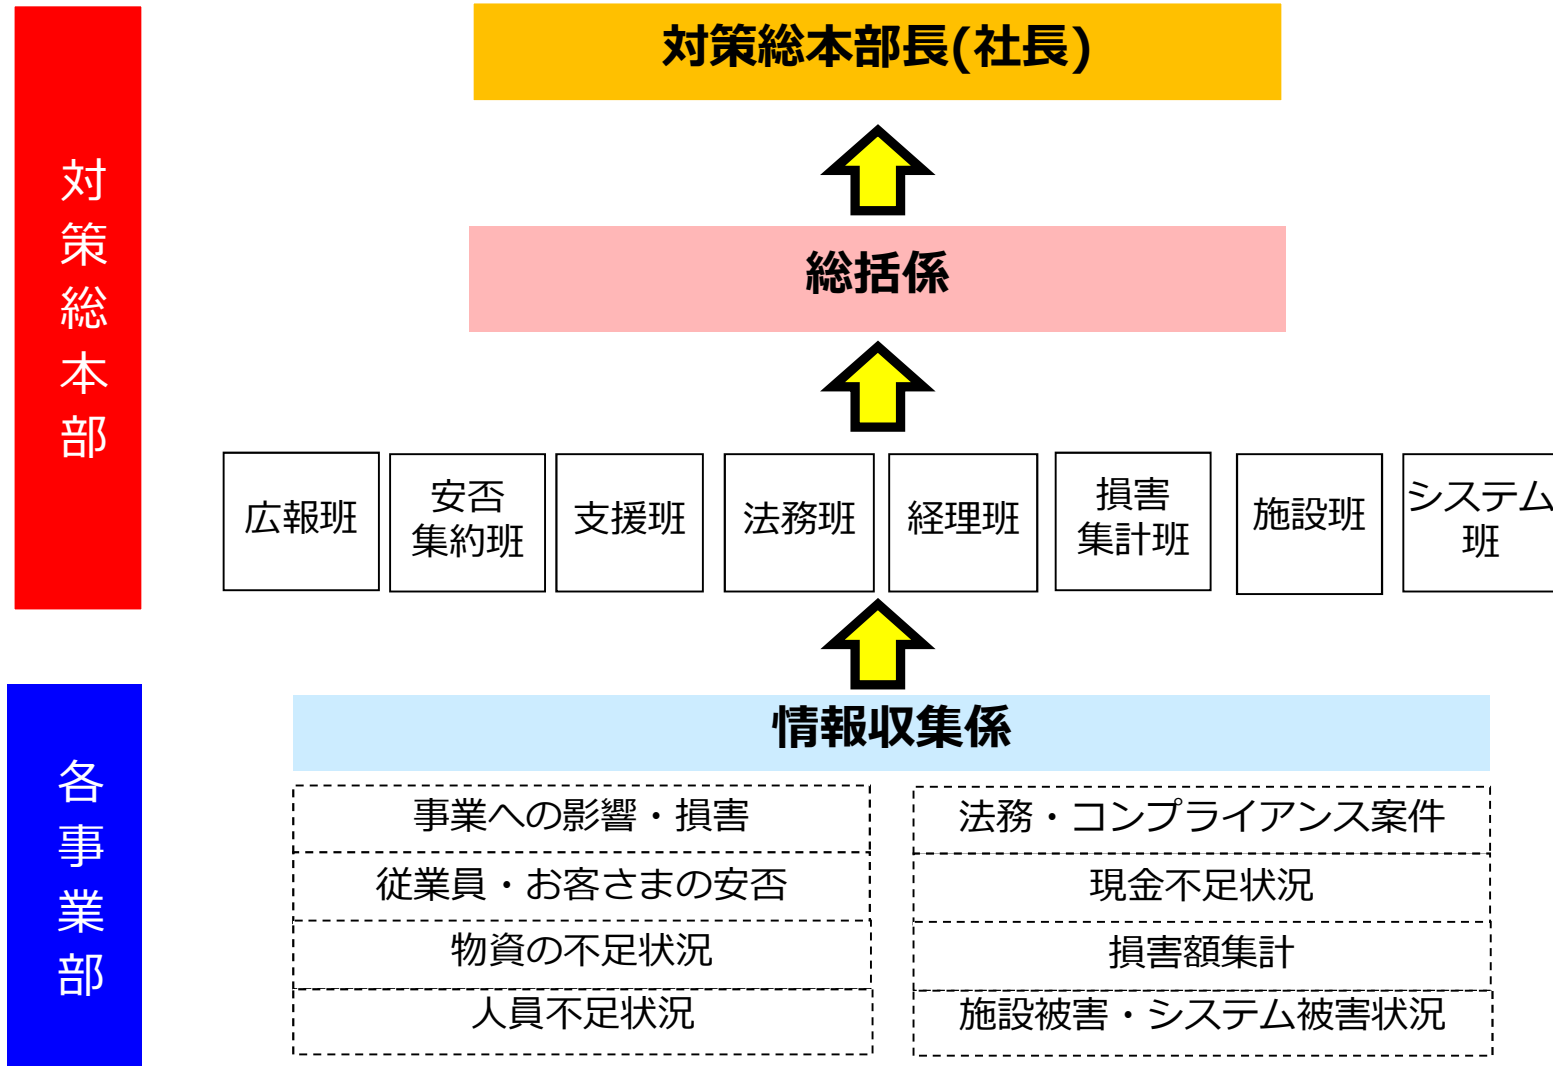 対策総本部
対策総本部長(社長)
総括係
広報班
安否
集約班
支援班
法務班
経理班
損害
集計班
施設班
システム
班
各事業部
情報収集係
事業への影響・損害
従業員・お客さまの安否
物資の不足状況
人員不足状況
法務・コンプライアンス案件
現金不足状況
損害額集計
施設被害・システム被害状況